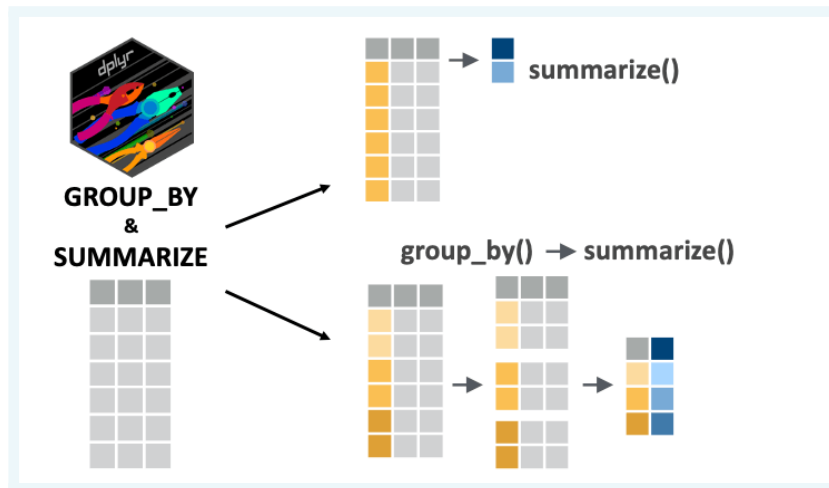 dplyr
GROUP_BY
&
SUMMARIZE
summarize()
group_by() → summarize()